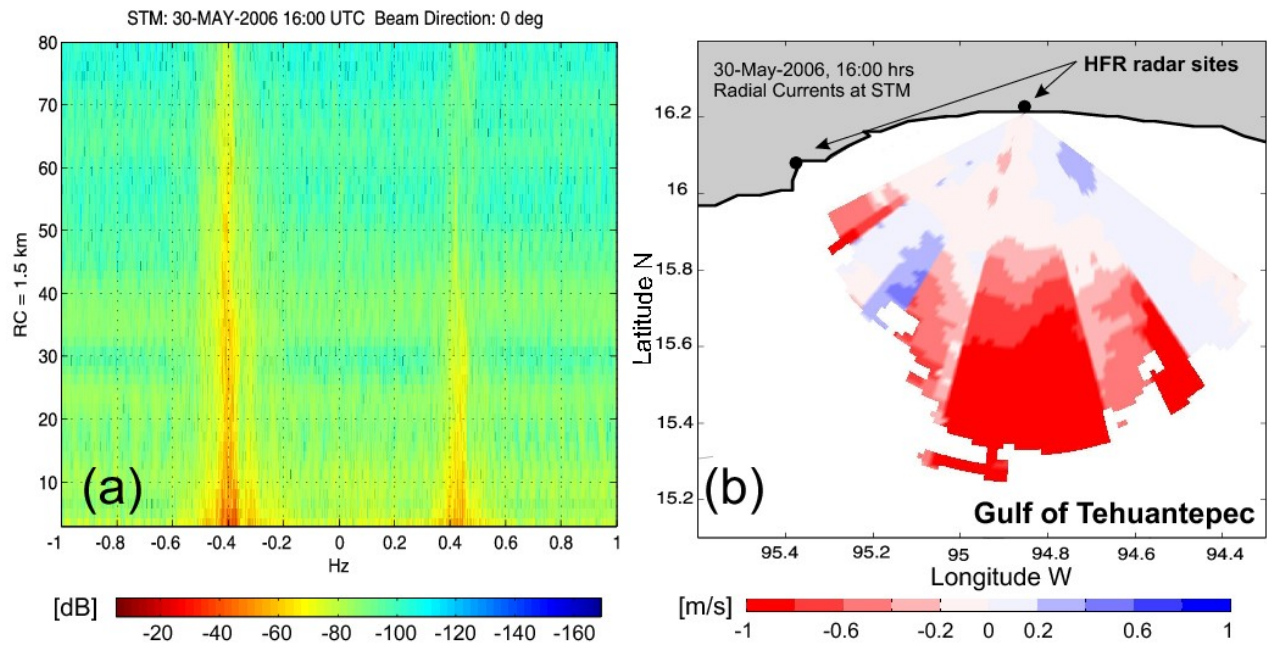 STM: 30-MAY-2006 16:00 UTC Beam Direction: 0 deg
80
70
60
50
40
30
20
10
RC = 1.5 km
(a)
-1 -0.8 -0.6 -0.4 -0.2 0 0.2 0.4 0.6 0.8 1
Hz
[dB]
-20 -40 -60 -80 -100 -120 -140 -160
30-May-2006, 16:00 hrs
Radial Currents at STM
HFR radar sites
16.2
16
15.8
15.6
15.4
15.2
Latitude N
(b)
Gulf of Tehuantepec
95.4 95.2 95 94.8 94.6 94.4
Longitude W
[m/s]
-1 -0.6 -0.2 0 0.2 0.6 1